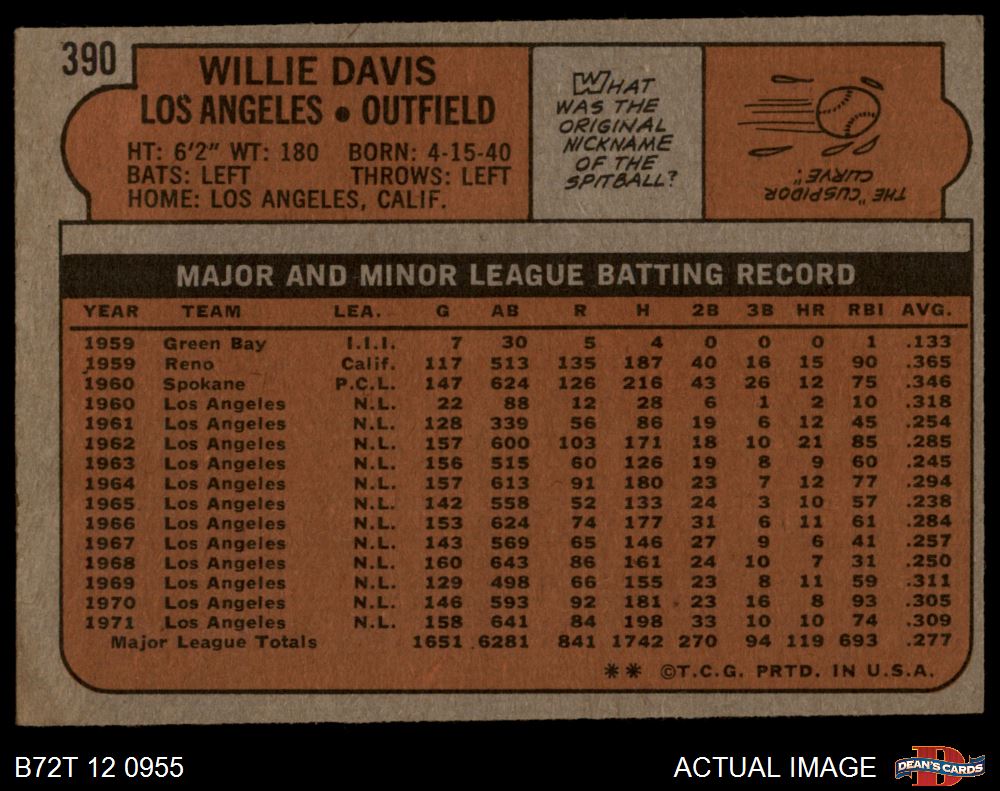 390
WILLIE DAVIS
LOS ANGELES • OUTFIELD
HT: 6'2" WT: 180 BORN: 4-15-40
BATS: LEFT THROWS: LEFT
HOME: LOS ANGELES, CALIF.
WHAT
WAS THE
ORIGINAL
NICKNAME
OF THE
SPITBALL?
THE "CUSPIDOR
CURVE"
MAJOR AND MINOR LEAGUE BATTING RECORD
YEAR TEAM LEA. G AB R H 2B 3B HR RBI AVG.
1959 Green Bay I.I.I. 7 30 5 4 0 0 0 1 .133
1959 Reno Calif. 117 513 135 187 40 16 15 90 .365
1960 Spokane P.C.L. 147 624 126 216 43 26 12 75 .346
1960 Los Angeles N.L. 22 88 12 28 6 1 2 10 .318
1961 Los Angeles N.L. 128 339 56 86 19 6 12 45 .254
1962 Los Angeles N.L. 157 600 103 171 18 10 21 85 .285
1963 Los Angeles N.L. 156 515 60 126 19 8 9 60 .245
1964 Los Angeles N.L. 157 613 91 180 23 7 12 77 .294
1965 Los Angeles N.L. 142 558 52 133 24 3 10 57 .238
1966 Los Angeles N.L. 153 624 74 177 31 6 11 61 .284
1967 Los Angeles N.L. 143 569 65 146 27 9 6 41 .257
1968 Los Angeles N.L. 160 643 86 161 24 10 7 31 .250
1969 Los Angeles N.L. 129 498 66 155 23 8 11 59 .311
1970 Los Angeles N.L. 146 593 92 181 23 16 8 93 .305
1971 Los Angeles N.L. 158 641 84 198 33 10 10 74 .309
Major League Totals 1651 6281 841 1742 270 94 119 693 .277
** ©T.C.G. PRTD. IN U.S.A.
B72T 12 0955
ACTUAL IMAGE
D
DEAN'S CARDS